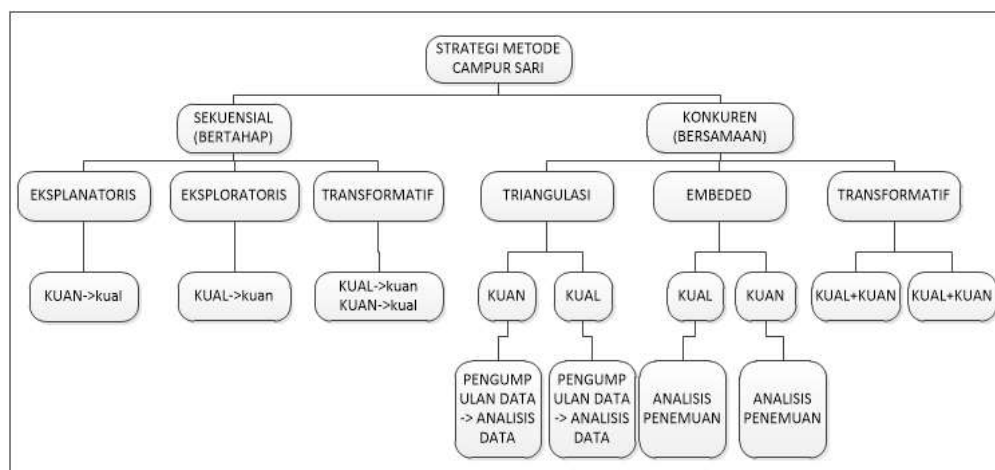 STRATEGI METODE
CAMPUR SARI
SEKUENSIAL
(BERTAHAP)
KONKUREN
(BERSAMAAN)
EKSPLANATORIS
EKSPLORATORIS
TRANSFORMATIF
TRIANGULASI
EMBEDED
TRANSFORMATIF
KUAN->kual
KUAL->kuan
KUAL->kuan
KUAN->kual
KUAN
KUAL
KUAL
KUAN
KUAL+KUAN
KUAL+KUAN
PENGUMP
ULAN DATA
-> ANALISIS
DATA
PENGUMP
ULAN DATA
-> ANALISIS
DATA
ANALISIS
PENEMUAN
ANALISIS
PENEMUAN